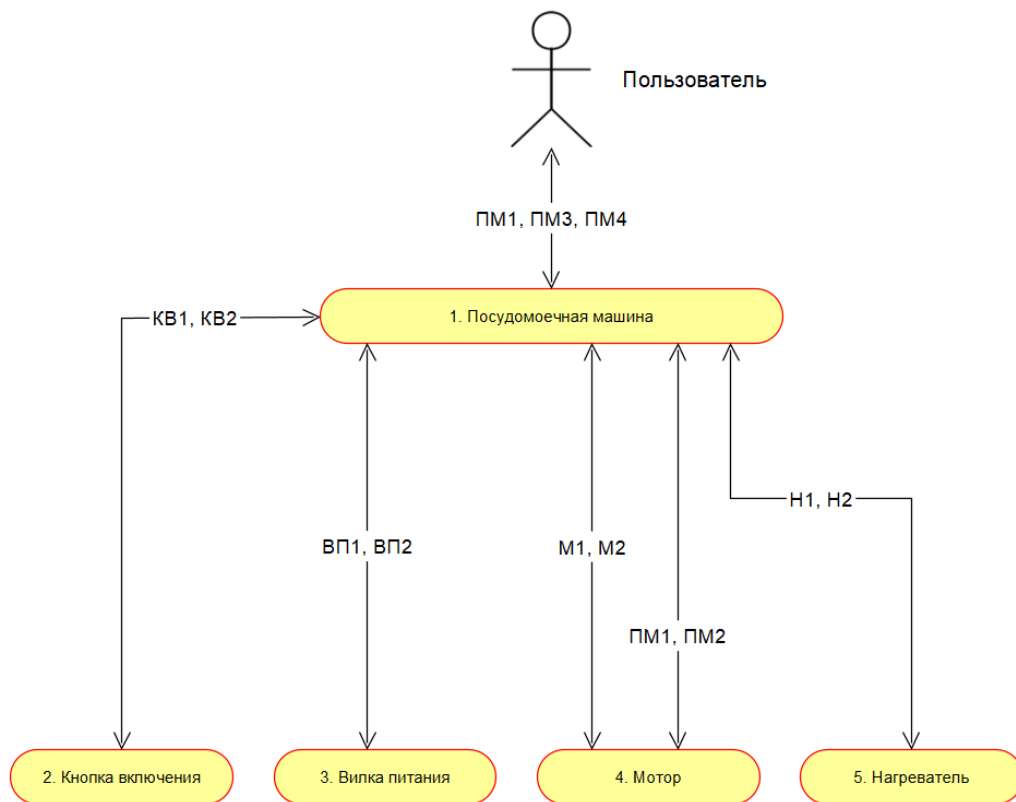 Пользователь
ПМ1, ПМ3, ПМ4
КВ1, КВ2
1. Посудомоечная машина
Н1, Н2
ВП1, ВП2
М1, М2
ПМ1, ПМ2
2. Кнопка включения
3. Вилка питания
4. Мотор
5. Нагреватель